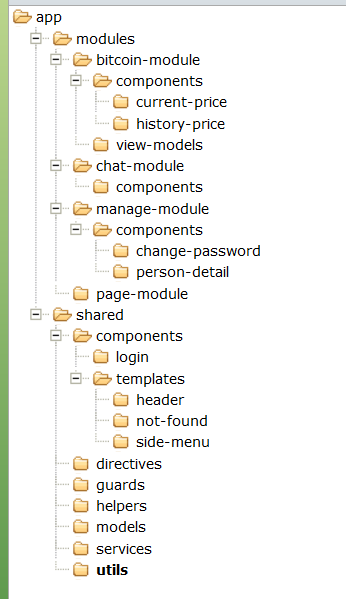 app
modules
bitcoin-module
components
current-price
history-price
view-models
chat-module
components
manage-module
components
change-password
person-detail
page-module
shared
components
login
templates
header
not-found
side-menu
directives
guards
helpers
models
services
utils